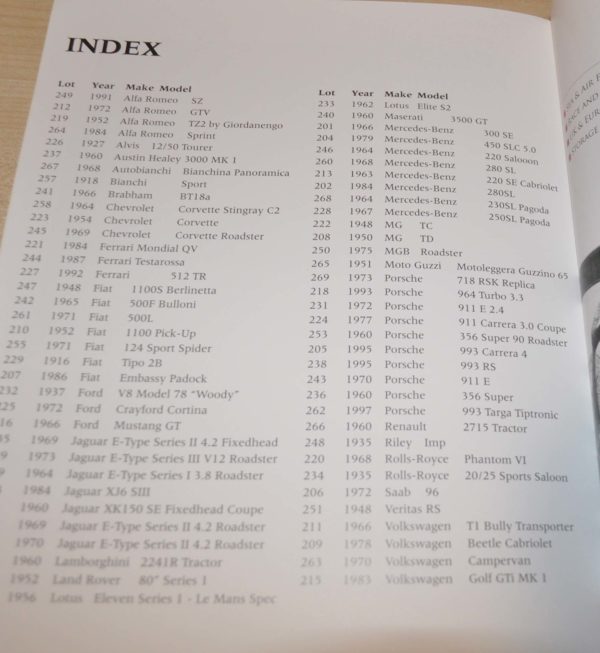 INDEX
Lot Year Make Model
249 1991 Alfa Romeo SZ
212 1972 Alfa Romeo GTV
219 1952 Alfa Romeo TZ2 by Giordanengo
264 1984 Alfa Romeo Sprint
226 1927 Alvis 12/50 Tourer
237 1960 Austin Healey 3000 MK 1
267 1968 Autobianchi Bianchina Panoramica
257 1918 Bianchi Sport
241 1966 Brabham BT18a
258 1964 Chevrolet Corvette Stingray C2
223 1954 Chevrolet Corvette
245 1969 Chevrolet Corvette Roadster
221 1984 Ferrari Mondial QV
244 1987 Ferrari Testarossa
227 1992 Ferrari 512 TR
247 1948 Fiat 1100S Berlinetta
242 1965 Fiat 500F Bulloni
261 1971 Fiat 500L
210 1952 Fiat 1100 Pick-Up
255 1971 Fiat 124 Sport Spider
229 1916 Fiat Tipo 2B
207 1986 Fiat Embassy Padock
232 1937 Ford V8 Model 78 "Woody"
225 1972 Ford Crayford Cortina
16 1966 Ford Mustang GT
1969 Jaguar E-Type Series II 4.2 Fixedhead
1973 Jaguar E-Type Series III V12 Roadster
1964 Jaguar E-Type Series I 3.8 Roadster
1984 Jaguar XJ6 SIII
1960 Jaguar XK150 SE Fixedhead Coupe
1969 Jaguar E-Type Series II 4.2 Roadster
1970 Jaguar E-Type Series II 4.2 Roadster
1960 Lamborghini 2241R Tractor
1952 Land Rover 80" Series 1
1956 Lotus Eleven Series 1 - Le Mans Spec
Lot Year Make Model
233 1962 Lotus Elite S2
240 1960 Maserati 3500 GT
201 1966 Mercedes-Benz 300 SE
204 1979 Mercedes-Benz 450 SLC 5.0
246 1964 Mercedes-Benz 220 Salooon
260 1968 Mercedes-Benz 280 SL
213 1963 Mercedes-Benz 220 SE Cabriolet
202 1984 Mercedes-Benz 280SL
268 1964 Mercedes-Benz 230SL Pagoda
228 1967 Mercedes-Benz 250SL Pagoda
222 1948 MG TC
208 1950 MG TD
250 1975 MGB Roadster
265 1951 Moto Guzzi Motoleggera Guzzino 65
269 1973 Porsche 718 RSK Replica
218 1993 Porsche 964 Turbo 3.3
231 1972 Porsche 911 E 2.4
224 1977 Porsche 911 Carrera 3.0 Coupe
253 1960 Porsche 356 Super 90 Roadster
205 1995 Porsche 993 Carrera 4
238 1995 Porsche 993 RS
243 1970 Porsche 911 E
236 1960 Porsche 356 Super
262 1997 Porsche 993 Targa Tiptronic
266 1960 Renault 2715 Tractor
248 1935 Riley Imp
220 1968 Rolls-Royce Phantom VI
234 1935 Rolls-Royce 20/25 Sports Saloon
206 1972 Saab 96
251 1948 Veritas RS
211 1966 Volkswagen T1 Bully Transporter
209 1978 Volkswagen Beetle Cabriolet
263 1970 Volkswagen Campervan
215 1983 Volkswagen Golf GTi MK 1
& AIR
AND
& EUR
STORAGE